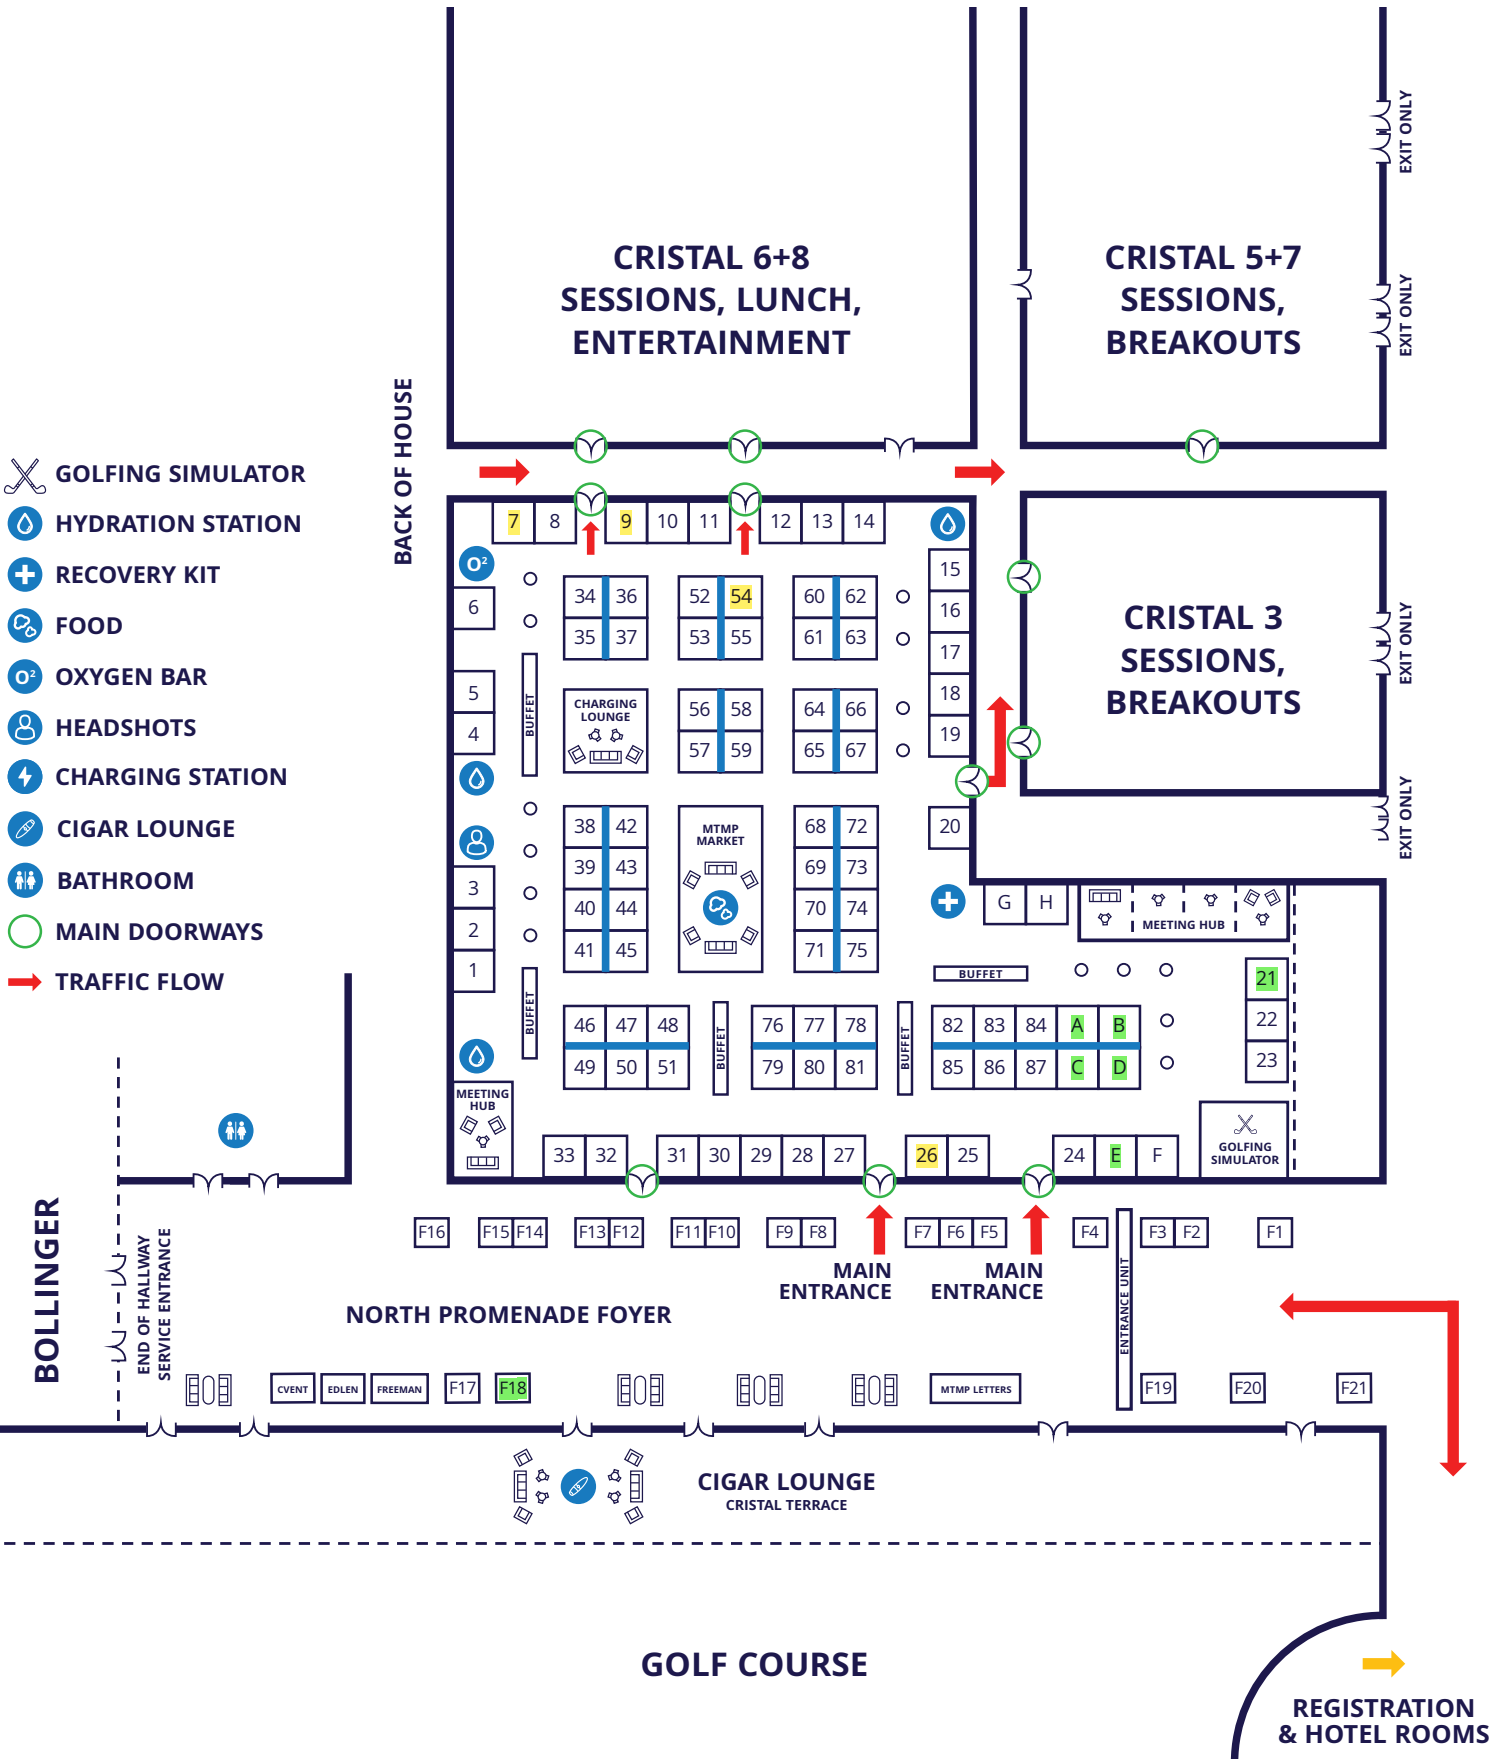 CRISTAL 6+8
SESSIONS, LUNCH,
ENTERTAINMENT
CRISTAL 5+7
SESSIONS,
BREAKOUTS
EXIT ONLY
EXIT ONLY
BACK OF HOUSE
GOLFING SIMULATOR
HYDRATION STATION
RECOVERY KIT
FOOD
O² OXYGEN BAR
HEADSHOTS
CHARGING STATION
CIGAR LOUNGE
BATHROOM
MAIN DOORWAYS
TRAFFIC FLOW
7 8 9 10 11 12 13 14
O²
6
5
4
3
2
1
15
16
17
18
19
20
34 36 52 54 60 62
35 37 53 55 61 63
BUFFET
CHARGING
LOUNGE
56 58 64 66
57 59 65 67
CRISTAL 3
SESSIONS,
BREAKOUTS
EXIT ONLY
EXIT ONLY
38 42
39 43
40 44
41 45
MTMP
MARKET
68 72
69 73
70 74
71 75
G H
MEETING HUB
BUFFET
BUFFET
21
22
23
46 47 48
49 50 51
BUFFET
76 77 78
79 80 81
BUFFET
82 83 84 A B
85 86 87 C D
MEETING
HUB
33 32 31 30 29 28 27 26 25 24 E F
GOLFING
SIMULATOR
F16 F15 F14 F13 F12 F11 F10 F9 F8 F7 F6 F5 F4 F3 F2 F1
MAIN
ENTRANCE
MAIN
ENTRANCE
ENTRANCE UNIT
BOLLINGER
END OF HALLWAY
SERVICE ENTRANCE
NORTH PROMENADE FOYER
CVENT EDLEN FREEMAN F17 F18 MTMP LETTERS F19 F20 F21
CIGAR LOUNGE
CRISTAL TERRACE
GOLF COURSE
REGISTRATION
& HOTEL ROOMS